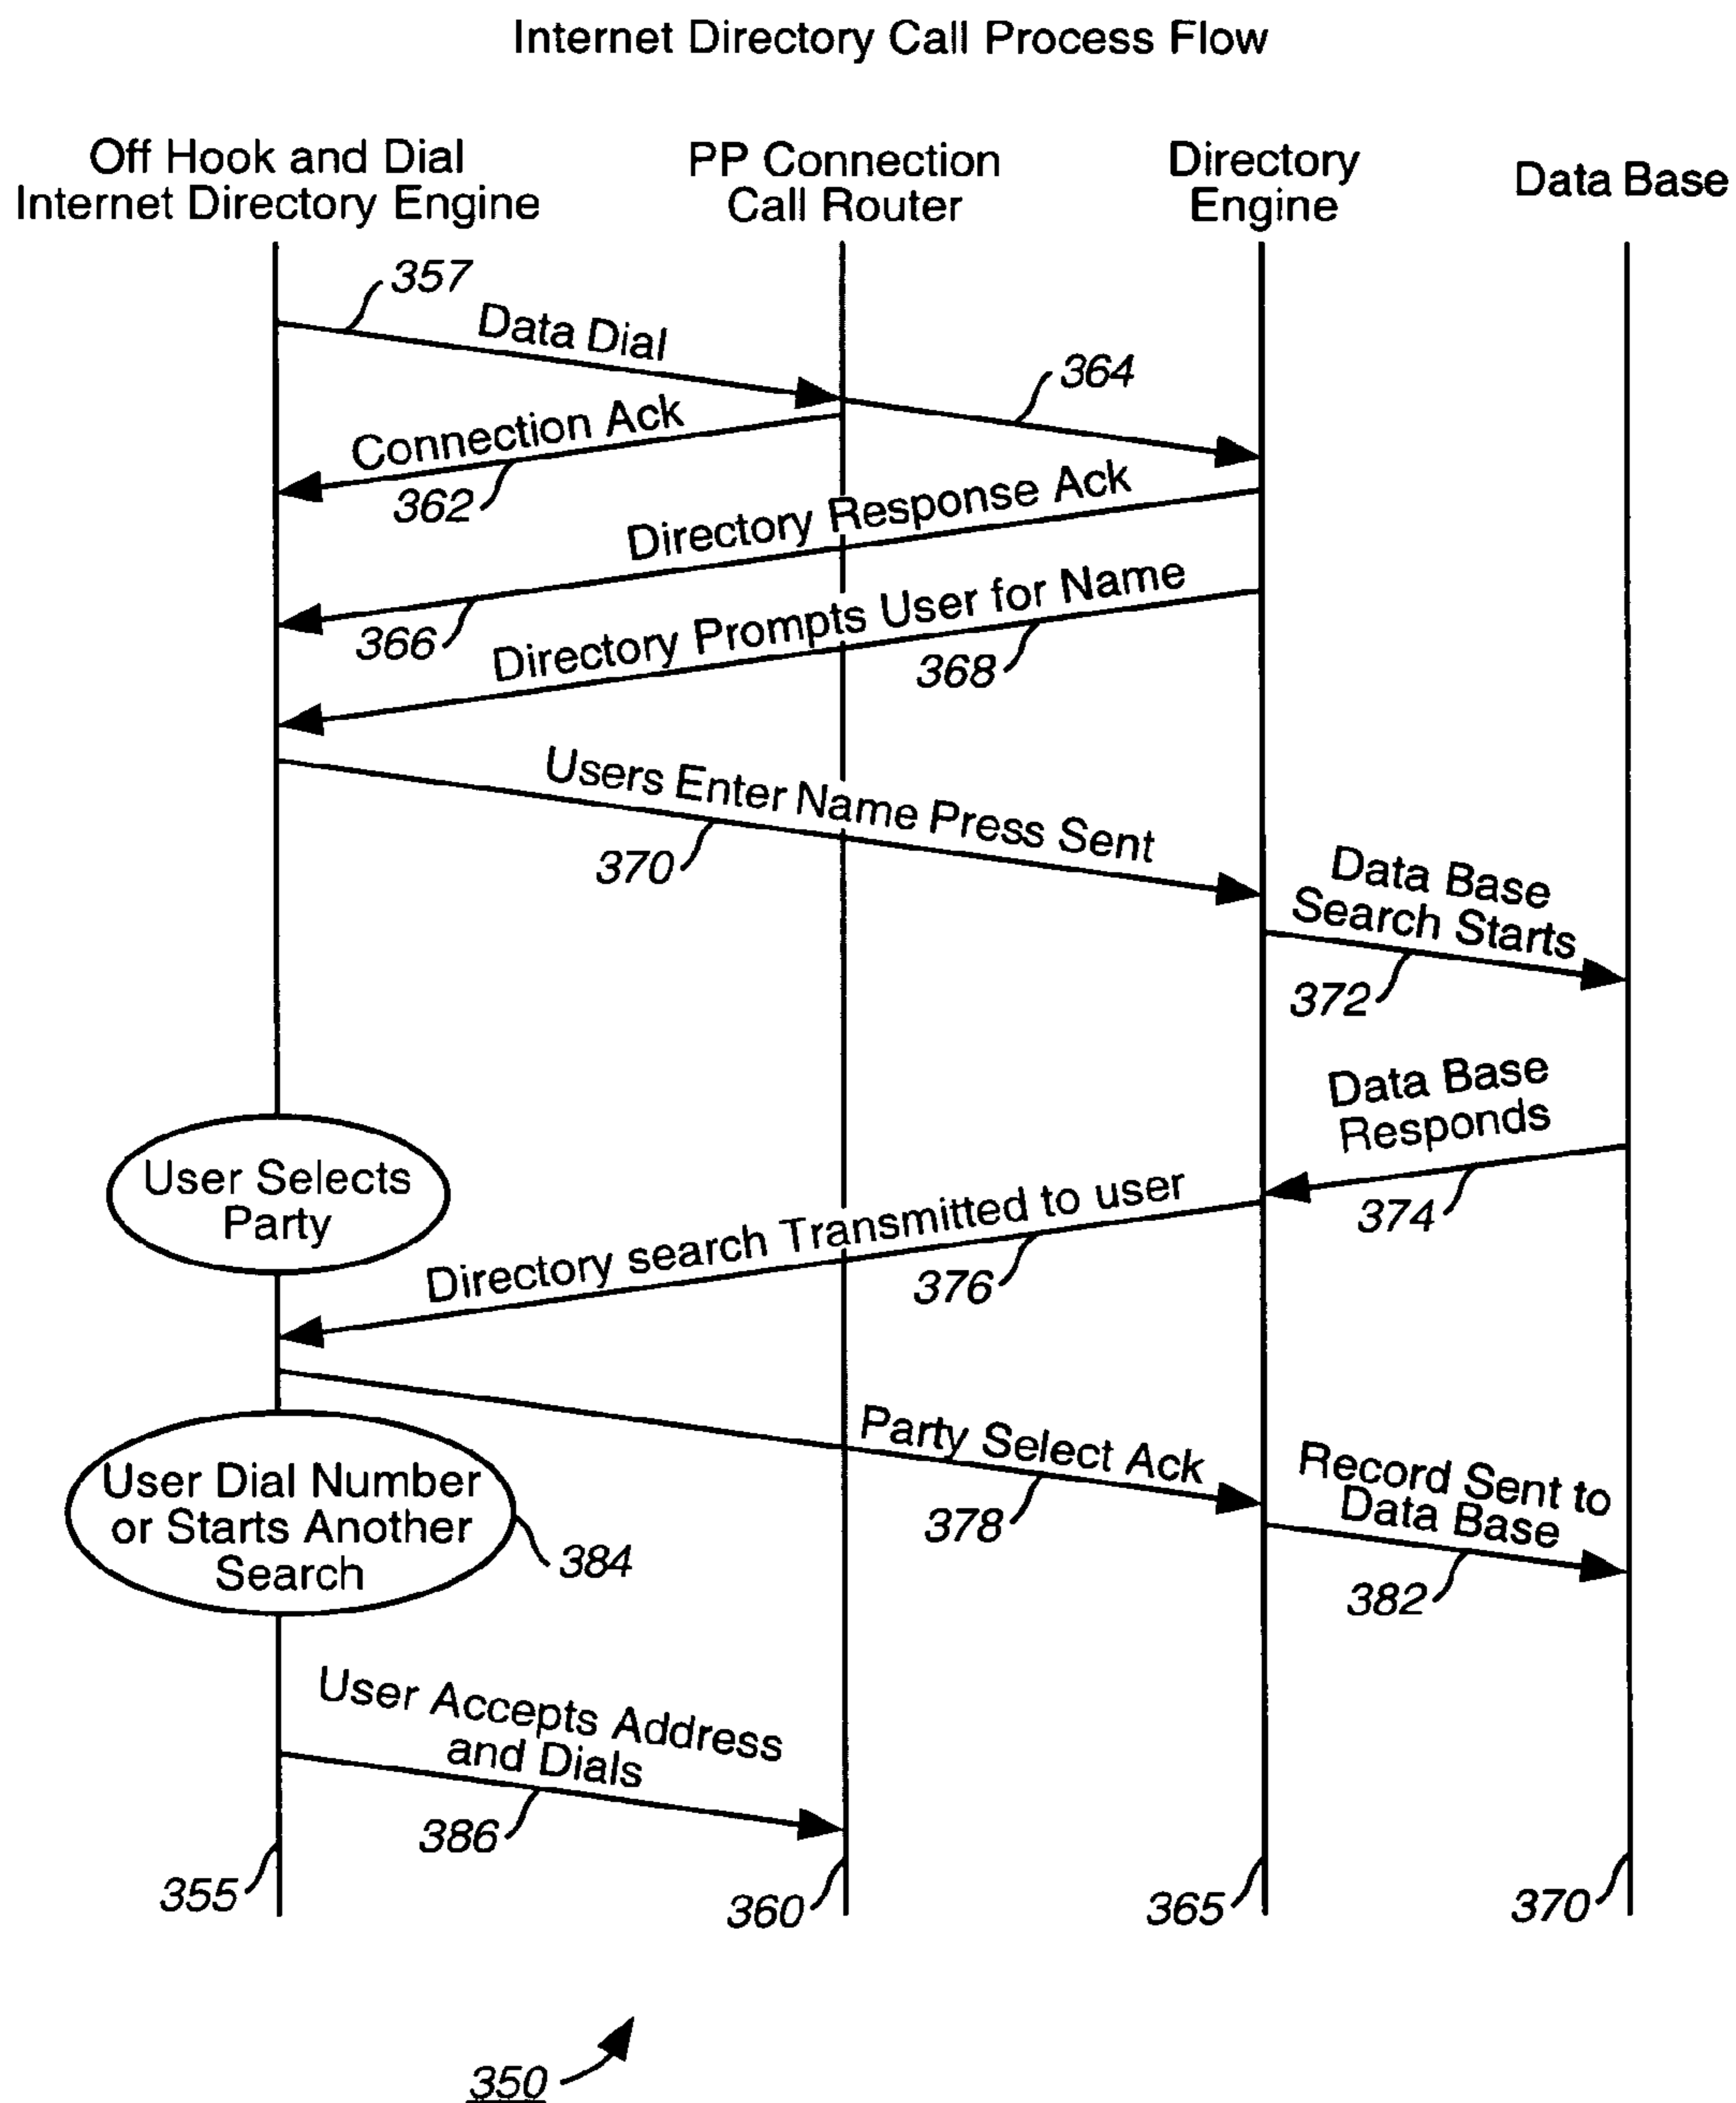 Internet Directory Call Process Flow
Off Hook and Dial
Internet Directory Engine
PP Connection
Call Router
Directory
Engine
Data Base
357
Data Dial
364
Connection Ack
362
Directory Response Ack
366
Directory Prompts User for Name
368
Users Enter Name Press Sent
370
Data Base
Search Starts
372
Data Base
Responds
374
User Selects
Party
Directory search Transmitted to user
376
Party Select Ack
378
Record Sent to
Data Base
382
User Dial Number
or Starts Another
Search
384
User Accepts Address
and Dials
386
355
360
365
370
350